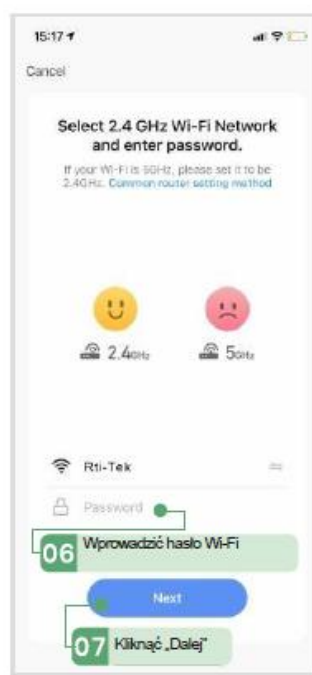 15:17
Cancel
Select 2.4 GHz Wi-Fi Network
and enter password.
If your Wi-Fi is 5GHz, please set it to be
2.4GHz. Common router setting method
2.4GHz 5GHz
Rti-Tek
Password
06 Wprowadzić hasło Wi-Fi
Next
07 Kliknąć „Dalej”